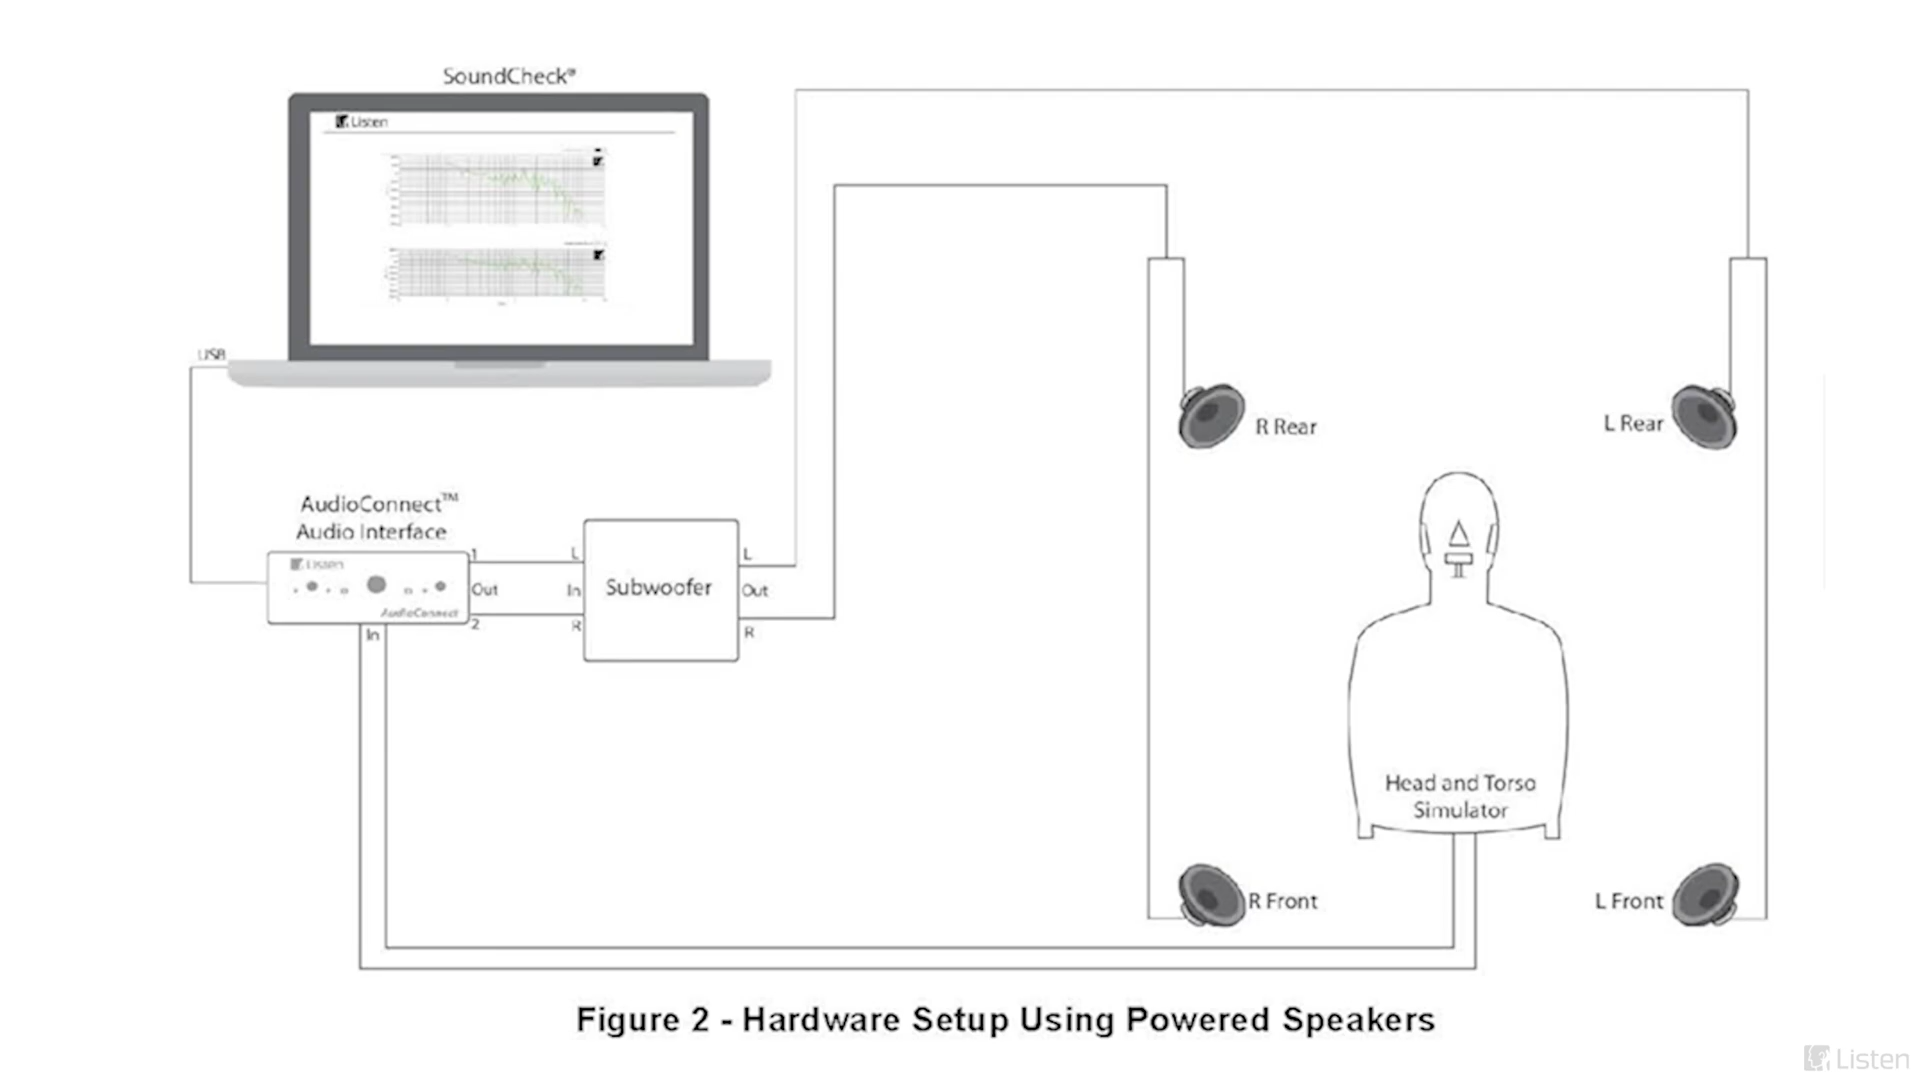 SoundCheck®
Listen
USB
AudioConnect™
Audio Interface
Listen
AudioConnect
1
Out
2
In
L
In
R
Subwoofer
L
Out
R
R Rear
L Rear
Head and Torso
Simulator
R Front
L Front
Figure 2 - Hardware Setup Using Powered Speakers
Listen